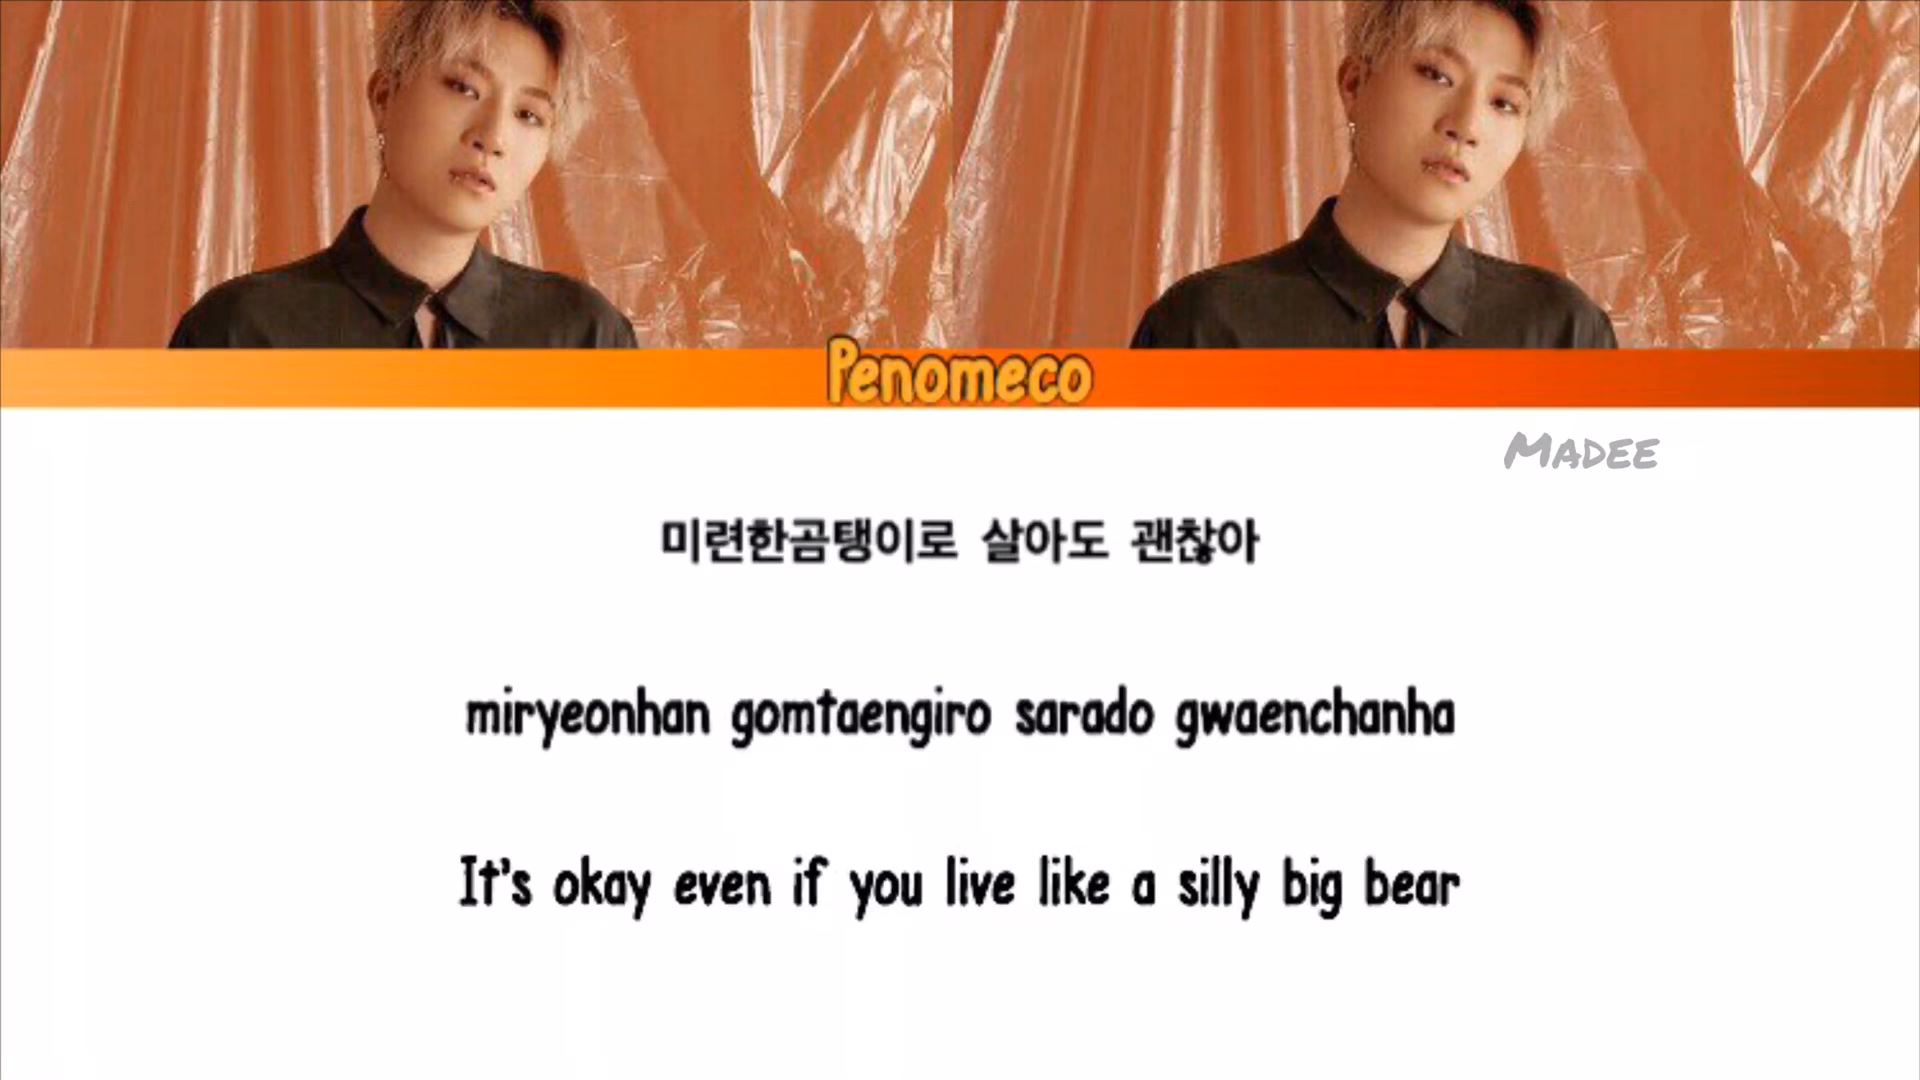 Penomeco
MADEE
미련한곰탱이로 살아도 괜찮아
miryeonhan gomtaengiro sarado gwaenchanha
It's okay even if you live like a silly big bear